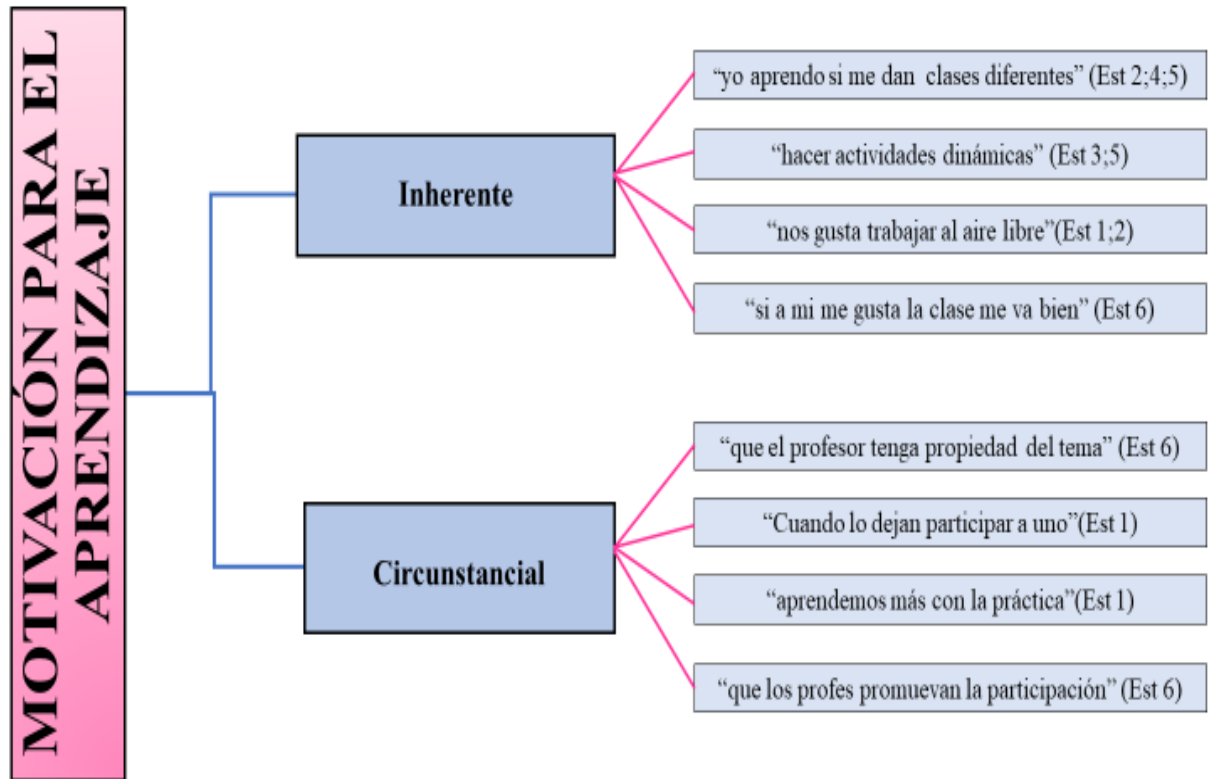 MOTIVACIÓN PARA EL
APRENDIZAJE
Inherente
“yo aprendo si me dan clases diferentes” (Est 2;4;5)
“hacer actividades dinámicas” (Est 3;5)
“nos gusta trabajar al aire libre”(Est 1;2)
“si a mi me gusta la clase me va bien” (Est 6)
Circunstancial
“que el profesor tenga propiedad del tema” (Est 6)
“Cuando lo dejan participar a uno”(Est 1)
“aprendemos más con la práctica”(Est 1)
“que los profes promuevan la participación” (Est 6)